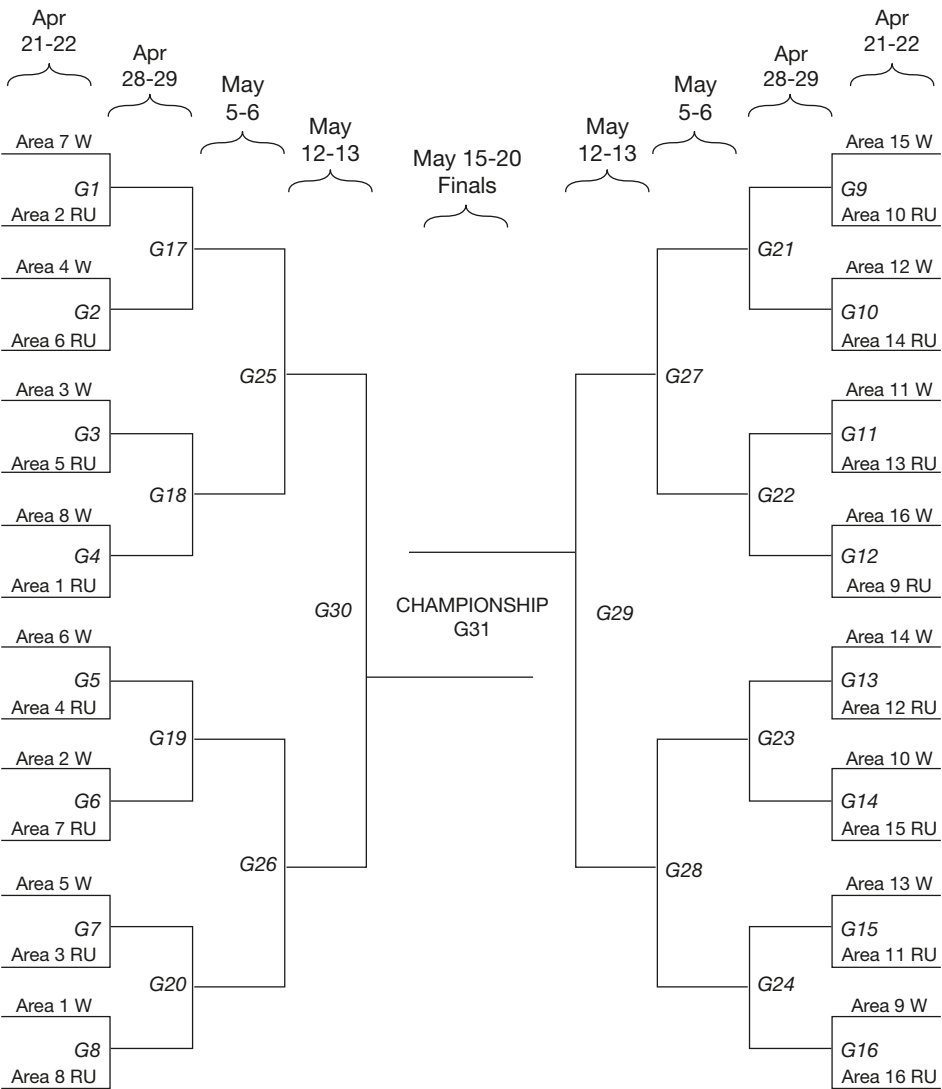 Apr
21-22
Apr
28-29
May
5-6
May
12-13
May 15-20
Finals
May
12-13
May
5-6
Apr
28-29
Apr
21-22
Area 7 W
G1
Area 2 RU
G17
Area 4 W
G2
Area 6 RU
G25
Area 3 W
G3
Area 5 RU
G18
Area 8 W
G4
Area 1 RU
G30
Area 6 W
G5
Area 4 RU
G19
Area 2 W
G6
Area 7 RU
G26
Area 5 W
G7
Area 3 RU
G20
Area 1 W
G8
Area 8 RU
CHAMPIONSHIP
G31
Area 15 W
G9
Area 10 RU
G21
Area 12 W
G10
Area 14 RU
G27
Area 11 W
G11
Area 13 RU
G22
Area 16 W
G12
Area 9 RU
G29
Area 14 W
G13
Area 12 RU
G23
Area 10 W
G14
Area 15 RU
G28
Area 13 W
G15
Area 11 RU
G24
Area 9 W
G16
Area 16 RU